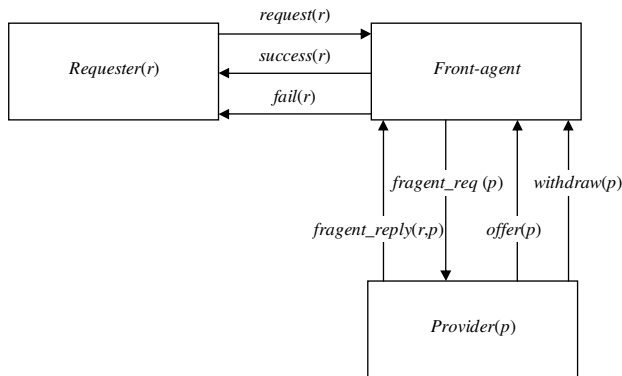 request(r)
Requester(r)
success(r)
Front-agent
fail(r)
fragent_req (p)
withdraw(p)
fragent_reply(r,p)
offer(p)
Provider(p)